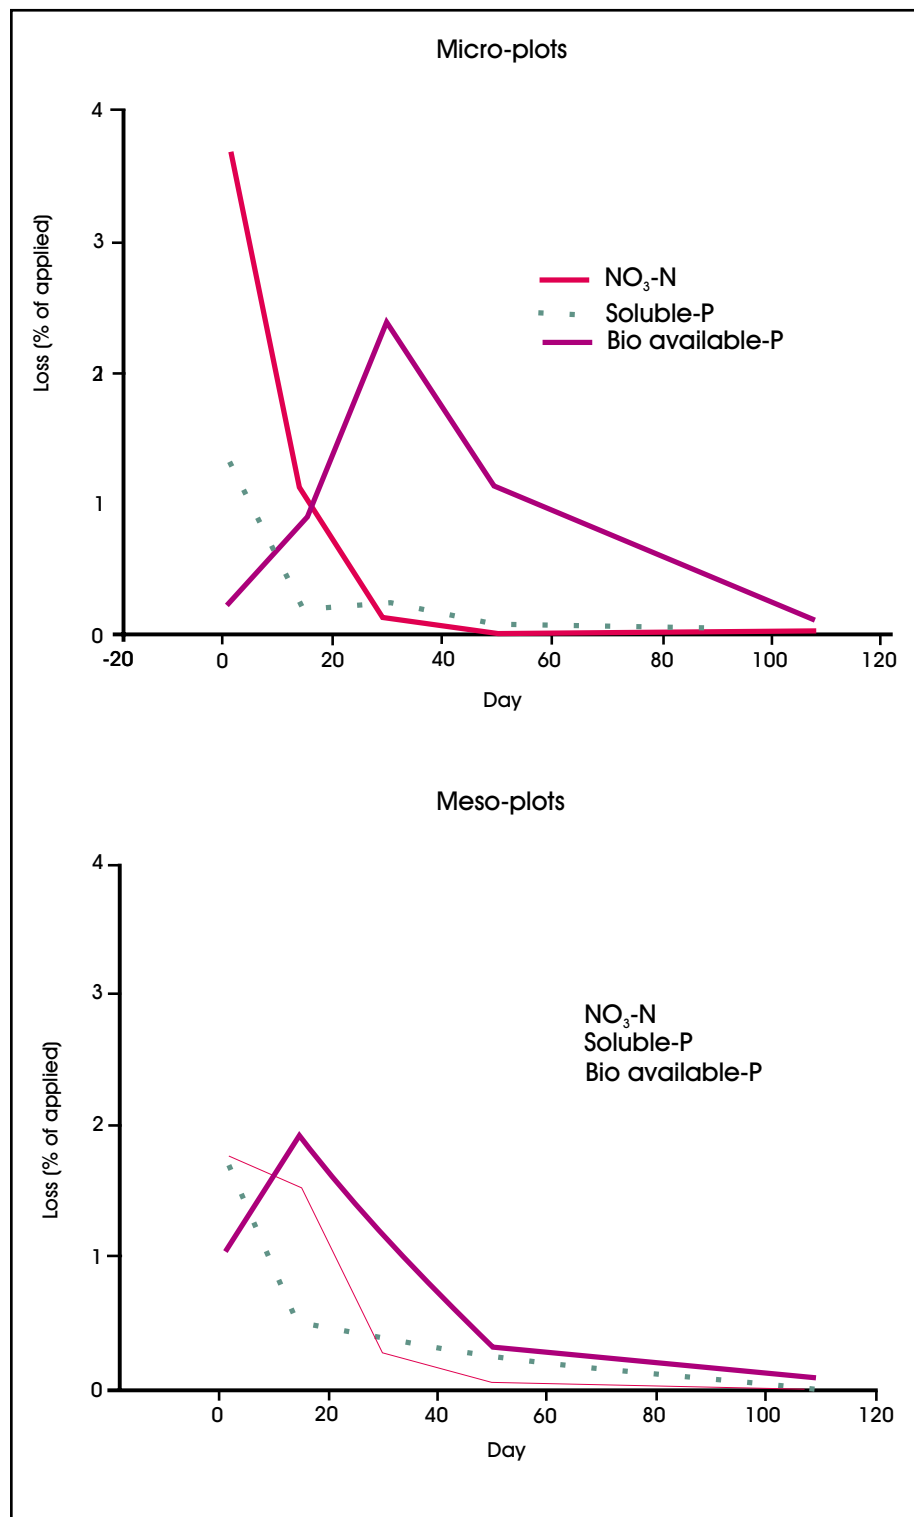 Micro-plots
4
3
2
1
0
Loss (% of applied)
NO₃-N
Soluble-P
Bio available-P
-20 0 20 40 60 80 100 120
Day
Meso-plots
4
3
2
1
0
Loss (% of applied)
NO₃-N
Soluble-P
Bio available-P
0 20 40 60 80 100 120
Day